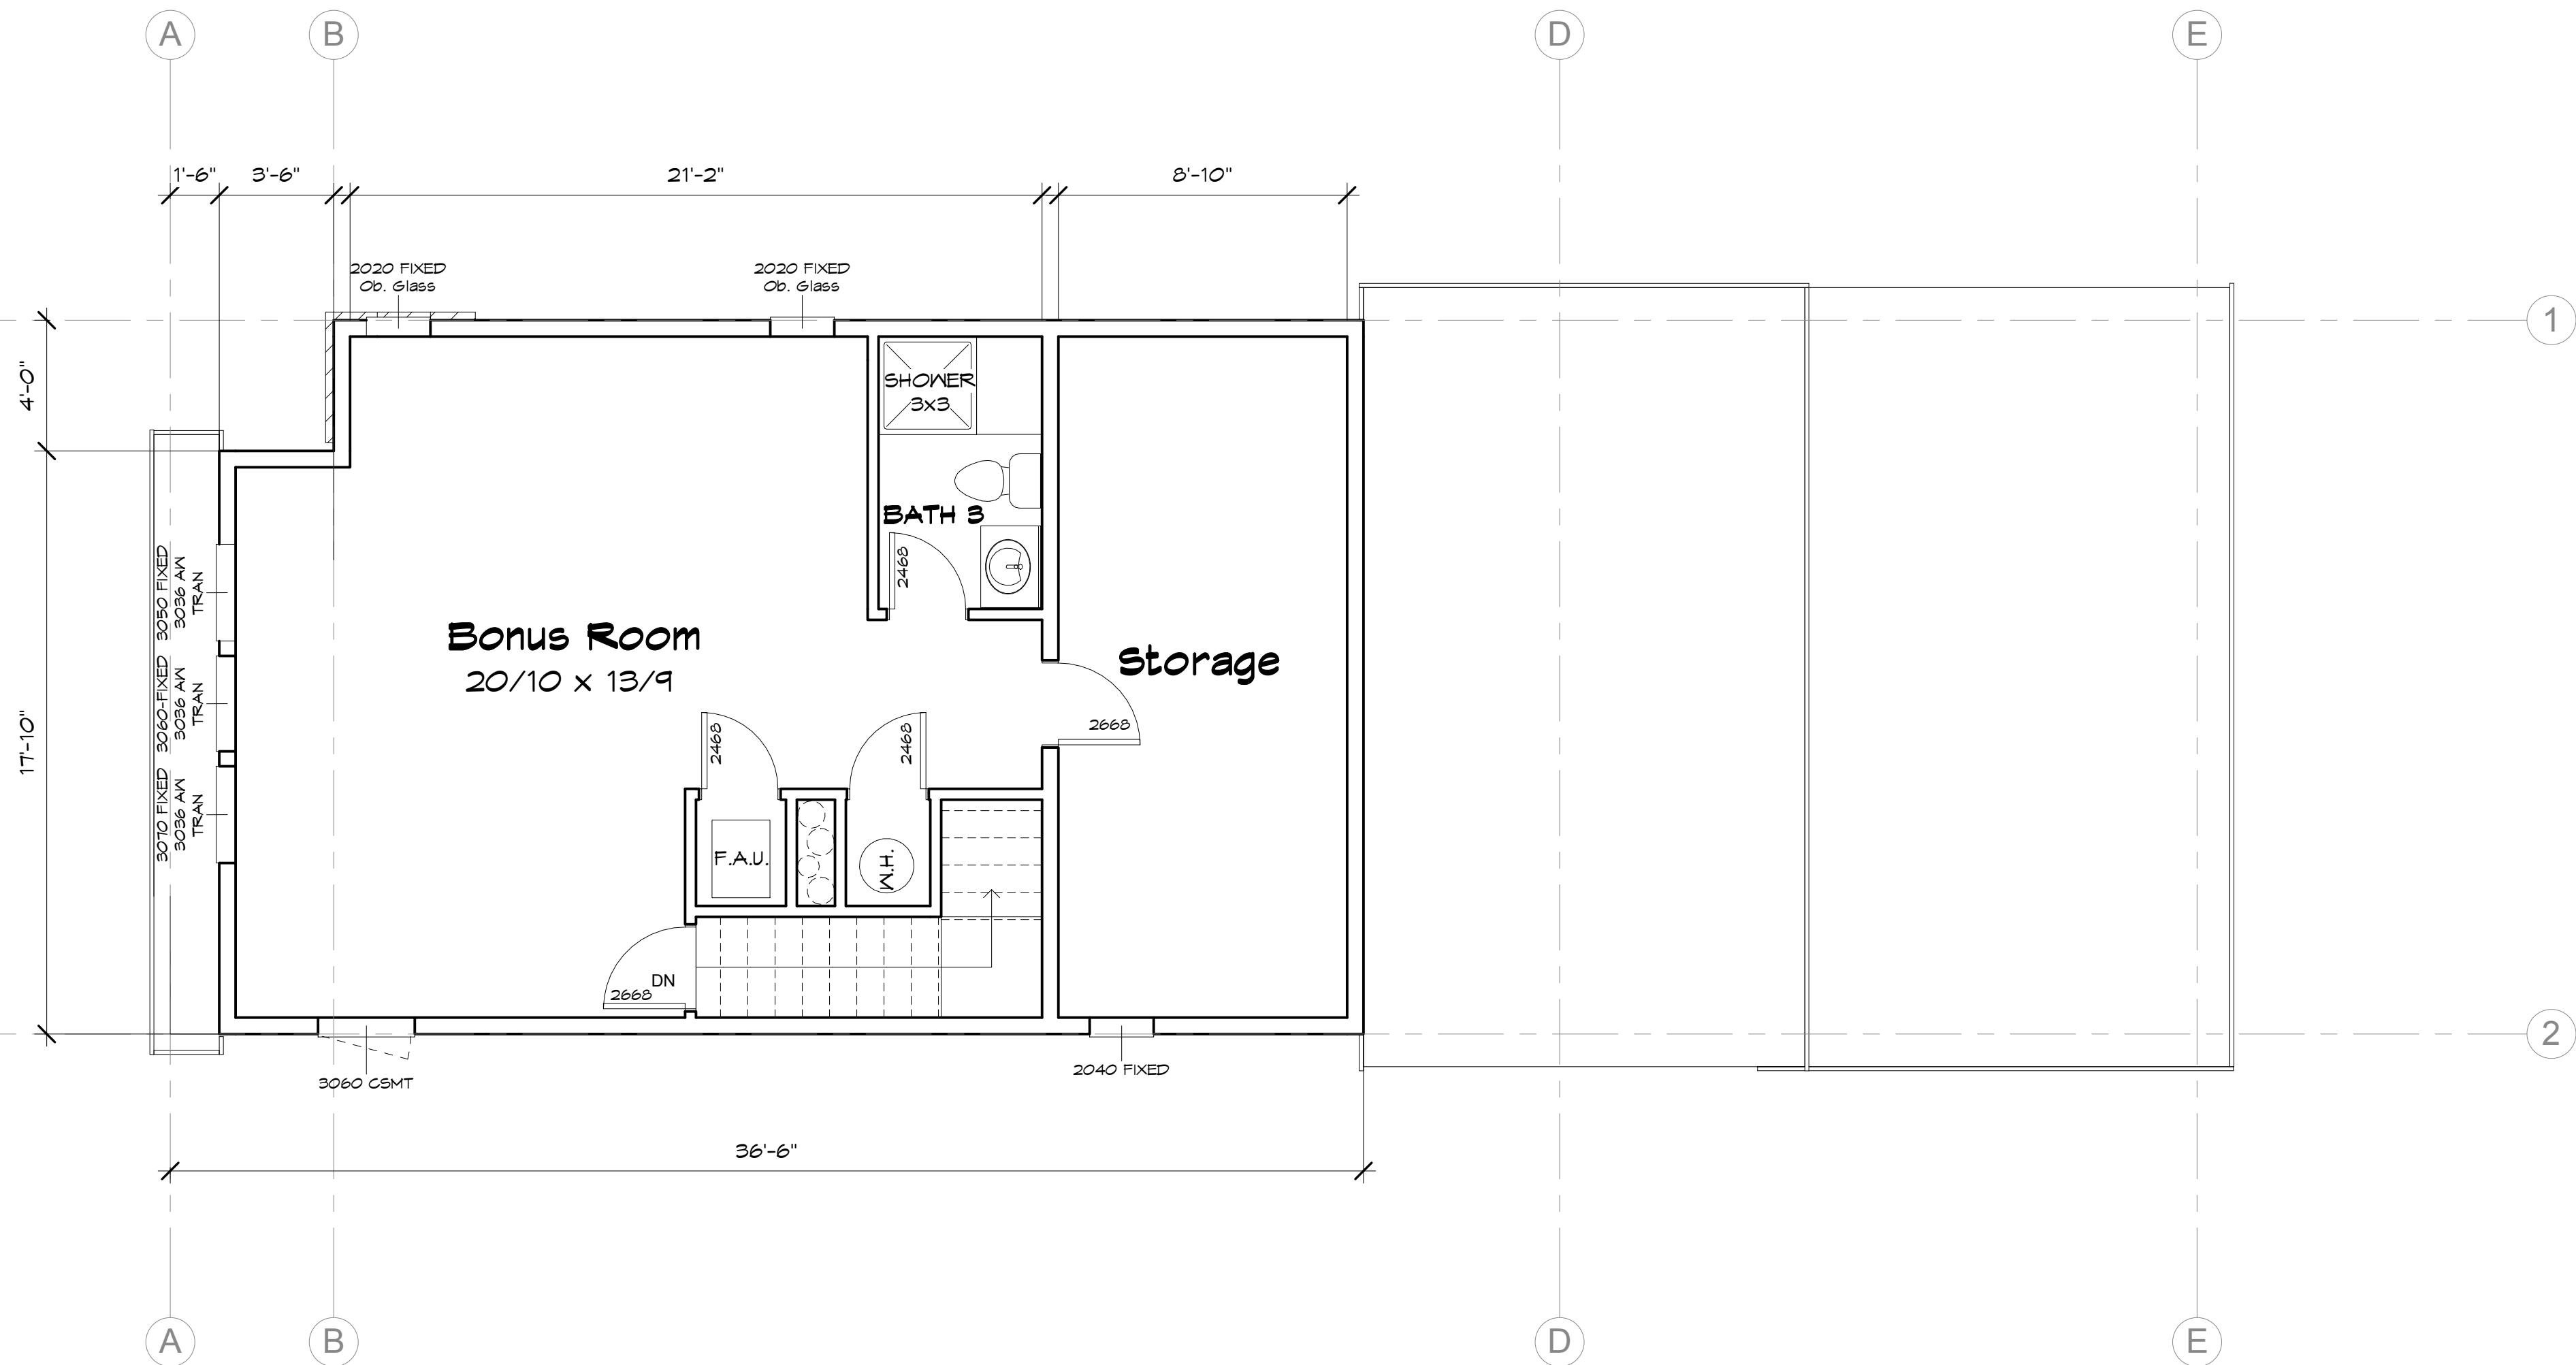 A
B
D
E
1'-6"
3'-6"
21'-2"
8'-10"
2020 FIXED
Ob. Glass
2020 FIXED
Ob. Glass
1
4'-0"
SHOWER
3x3
BATH 3
2468
3050 FIXED
3036 AW
TRAN
Bonus Room
20/10 x 13/9
Storage
3060-FIXED
3036 AW
TRAN
17'-10"
2468
2468
2668
3070 FIXED
3036 AW
TRAN
F.A.U.
W.H.
DN
2668
2
3060 CSMT
2040 FIXED
36'-6"
A
B
D
E